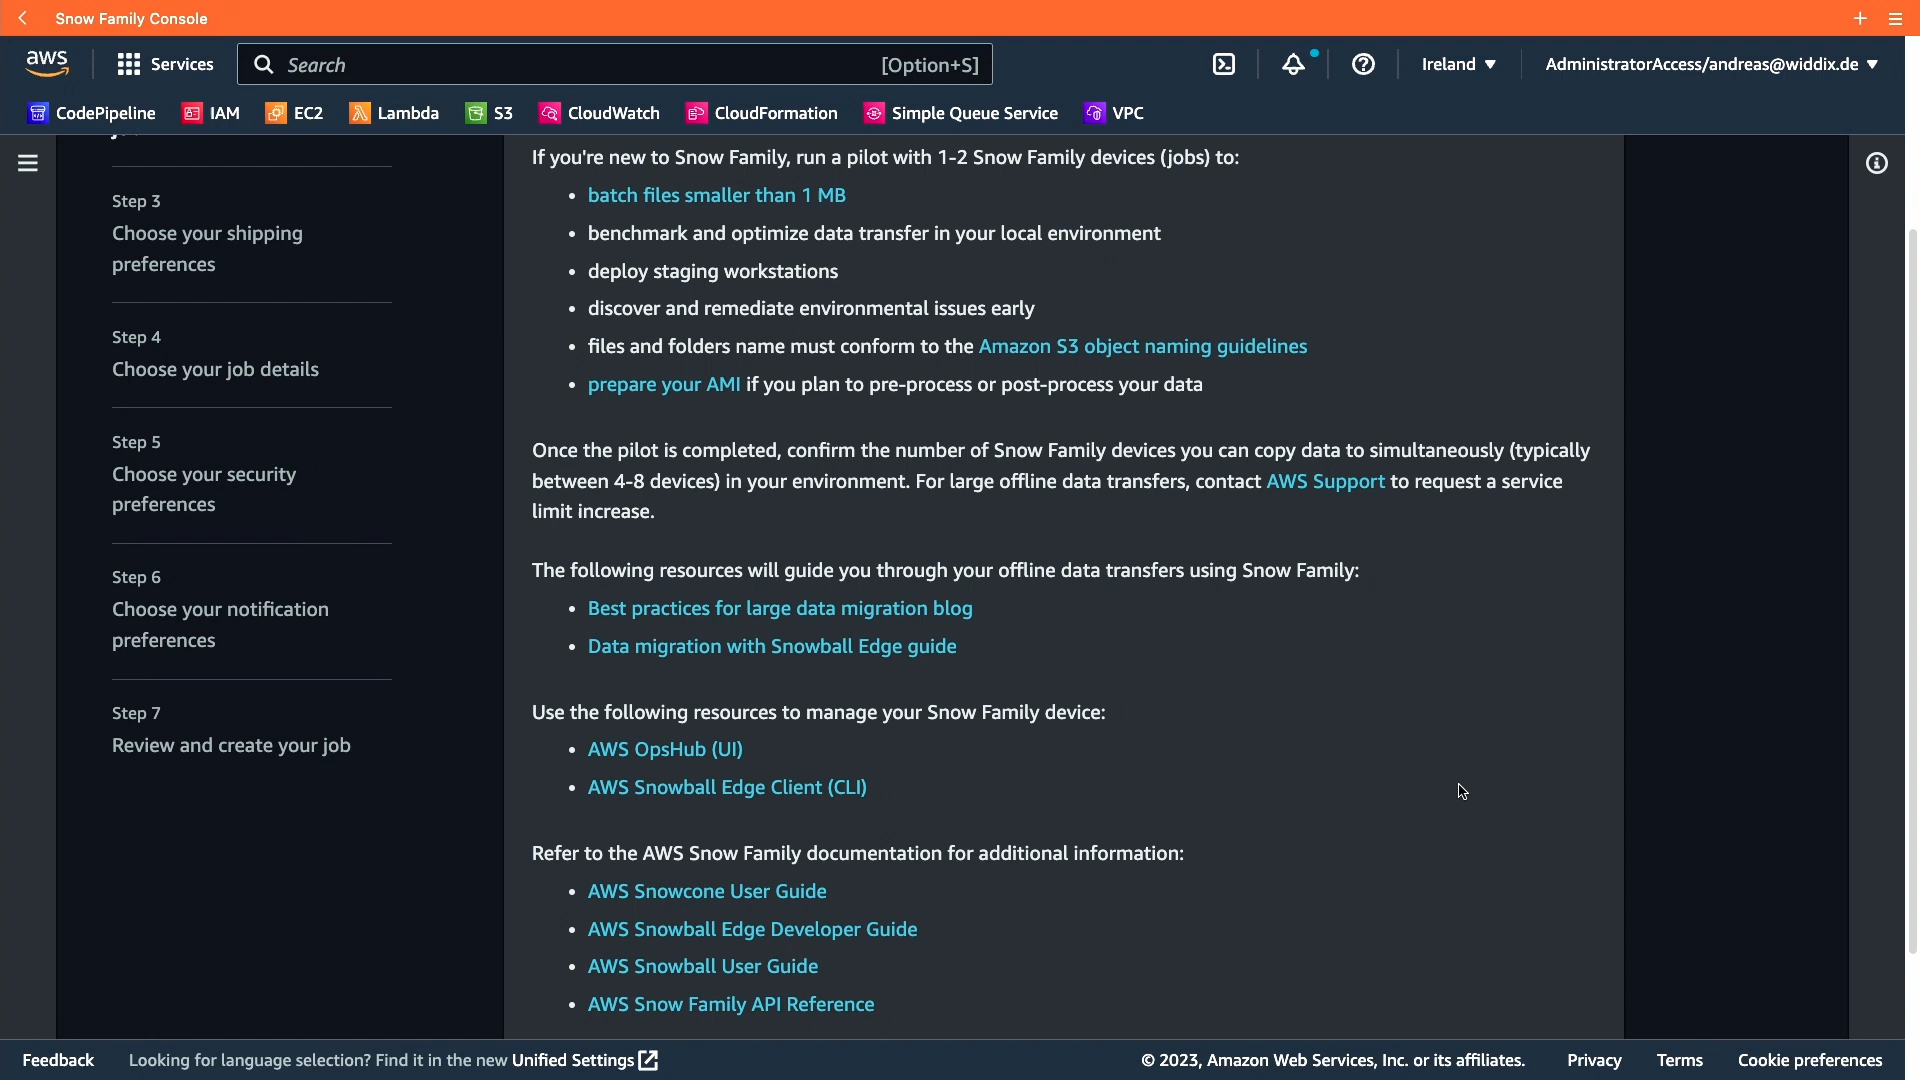 Snow Family Console
aws
Services
Search [Option+S]
Ireland
AdministratorAccess/andreas@widdix.de
CodePipeline
IAM
EC2
Lambda
S3
CloudWatch
CloudFormation
Simple Queue Service
VPC
Step 3
Choose your shipping
preferences
Step 4
Choose your job details
Step 5
Choose your security
preferences
Step 6
Choose your notification
preferences
Step 7
Review and create your job
If you're new to Snow Family, run a pilot with 1-2 Snow Family devices (jobs) to:
• batch files smaller than 1 MB
• benchmark and optimize data transfer in your local environment
• deploy staging workstations
• discover and remediate environmental issues early
• files and folders name must conform to the Amazon S3 object naming guidelines
• prepare your AMI if you plan to pre-process or post-process your data
Once the pilot is completed, confirm the number of Snow Family devices you can copy data to simultaneously (typically
between 4-8 devices) in your environment. For large offline data transfers, contact AWS Support to request a service
limit increase.
The following resources will guide you through your offline data transfers using Snow Family:
• Best practices for large data migration blog
• Data migration with Snowball Edge guide
Use the following resources to manage your Snow Family device:
• AWS OpsHub (UI)
• AWS Snowball Edge Client (CLI)
Refer to the AWS Snow Family documentation for additional information:
• AWS Snowcone User Guide
• AWS Snowball Edge Developer Guide
• AWS Snowball User Guide
• AWS Snow Family API Reference
Feedback
Looking for language selection? Find it in the new Unified Settings
© 2023, Amazon Web Services, Inc. or its affiliates.
Privacy
Terms
Cookie preferences